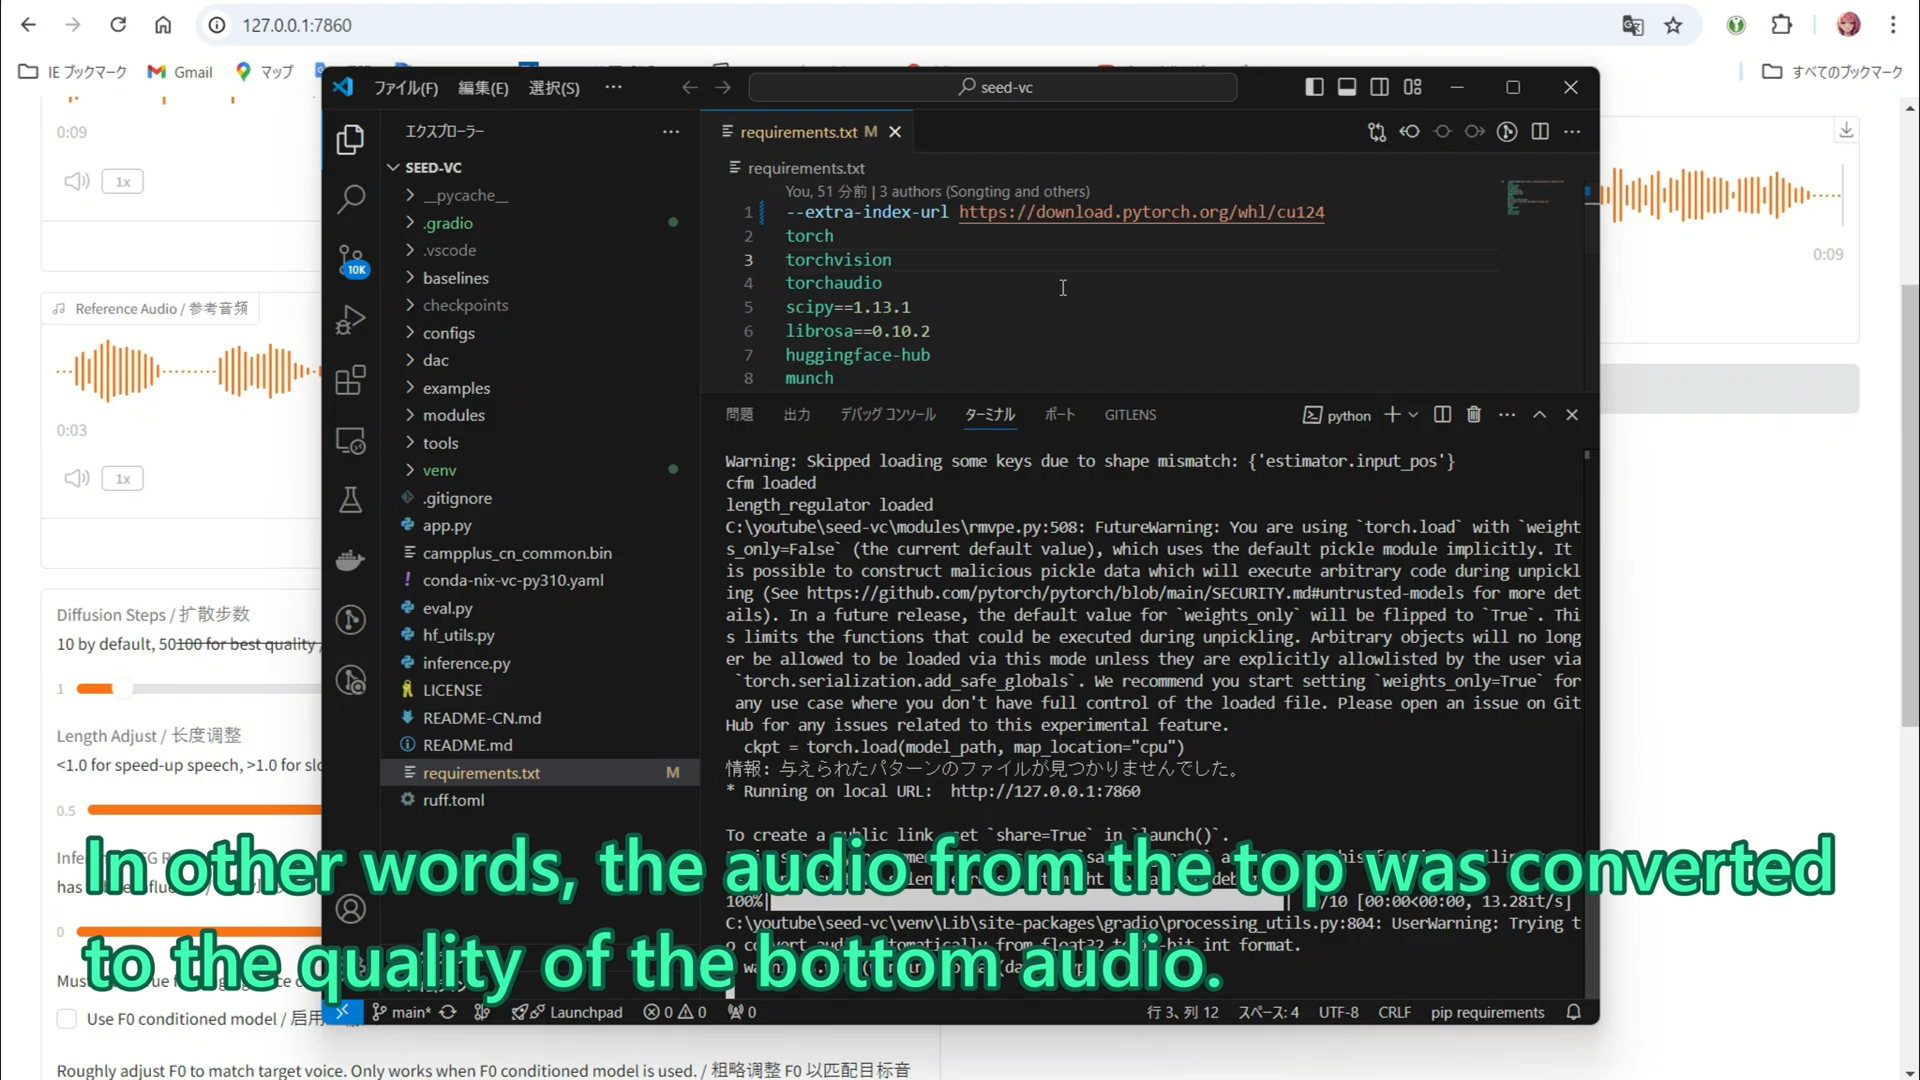 127.0.0.1:7860
IE ブックマーク
Gmail
マップ
すべてのブックマーク
0:09
1x
Reference Audio / 参考音频
0:03
1x
Diffusion Steps / 扩散步数
10 by default, 50100 for best quality /
1
Length Adjust / 长度调整
<1.0 for speed-up speech, >1.0 for slo
0.5
0
Use F0 conditioned model / 启用
Roughly adjust F0 to match target voice. Only works when F0 conditioned model is used. / 粗略调整 F0 以匹配目标音
0:09
ファイル(F)
編集(E)
選択(S)
seed-vc
エクスプローラー
SEED-VC
__pycache__
.gradio
.vscode
baselines
checkpoints
configs
dac
examples
modules
tools
venv
.gitignore
app.py
campplus_cn_common.bin
conda-nix-vc-py310.yaml
eval.py
hf_utils.py
inference.py
LICENSE
README-CN.md
README.md
requirements.txt M
ruff.toml
10K
requirements.txt M
requirements.txt
You, 51 分前 | 3 authors (Songting and others)
1 --extra-index-url https://download.pytorch.org/whl/cu124
2 torch
3 torchvision
4 torchaudio
5 scipy==1.13.1
6 librosa==0.10.2
7 huggingface-hub
8 munch
問題
出力
デバッグ コンソール
ターミナル
ポート
GITLENS
python
Warning: Skipped loading some keys due to shape mismatch: {'estimator.input_pos'}
cfm loaded
length_regulator loaded
C:\youtube\seed-vc\modules\rmvpe.py:508: FutureWarning: You are using `torch.load` with `weight
s_only=False` (the current default value), which uses the default pickle module implicitly. It
is possible to construct malicious pickle data which will execute arbitrary code during unpickl
ing (See https://github.com/pytorch/pytorch/blob/main/SECURITY.md#untrusted-models for more det
ails). In a future release, the default value for `weights_only` will be flipped to `True`. Thi
s limits the functions that could be executed during unpickling. Arbitrary objects will no long
er be allowed to be loaded via this mode unless they are explicitly allowlisted by the user via
`torch.serialization.add_safe_globals`. We recommend you start setting `weights_only=True` for
any use case where you don't have full control of the loaded file. Please open an issue on Git
Hub for any issues related to this experimental feature.
ckpt = torch.load(model_path, map_location="cpu")
情報: 与えられたパターンのファイルが見つかりませんでした。
* Running on local URL: http://127.0.0.1:7860
To create a public link, set `share=True` in `launch()`.
100%| | /10 [00:00<00:00, 13.28it/s]
C:\youtube\seed-vc\venv\Lib\site-packages\gradio\processing_utils.py:804: UserWarning: Trying t
In other words, the audio from the top was converted
to the quality of the bottom audio.
main*
Launchpad
0
0
0
行 3、列 12
スペース: 4
UTF-8
CRLF
pip requirements